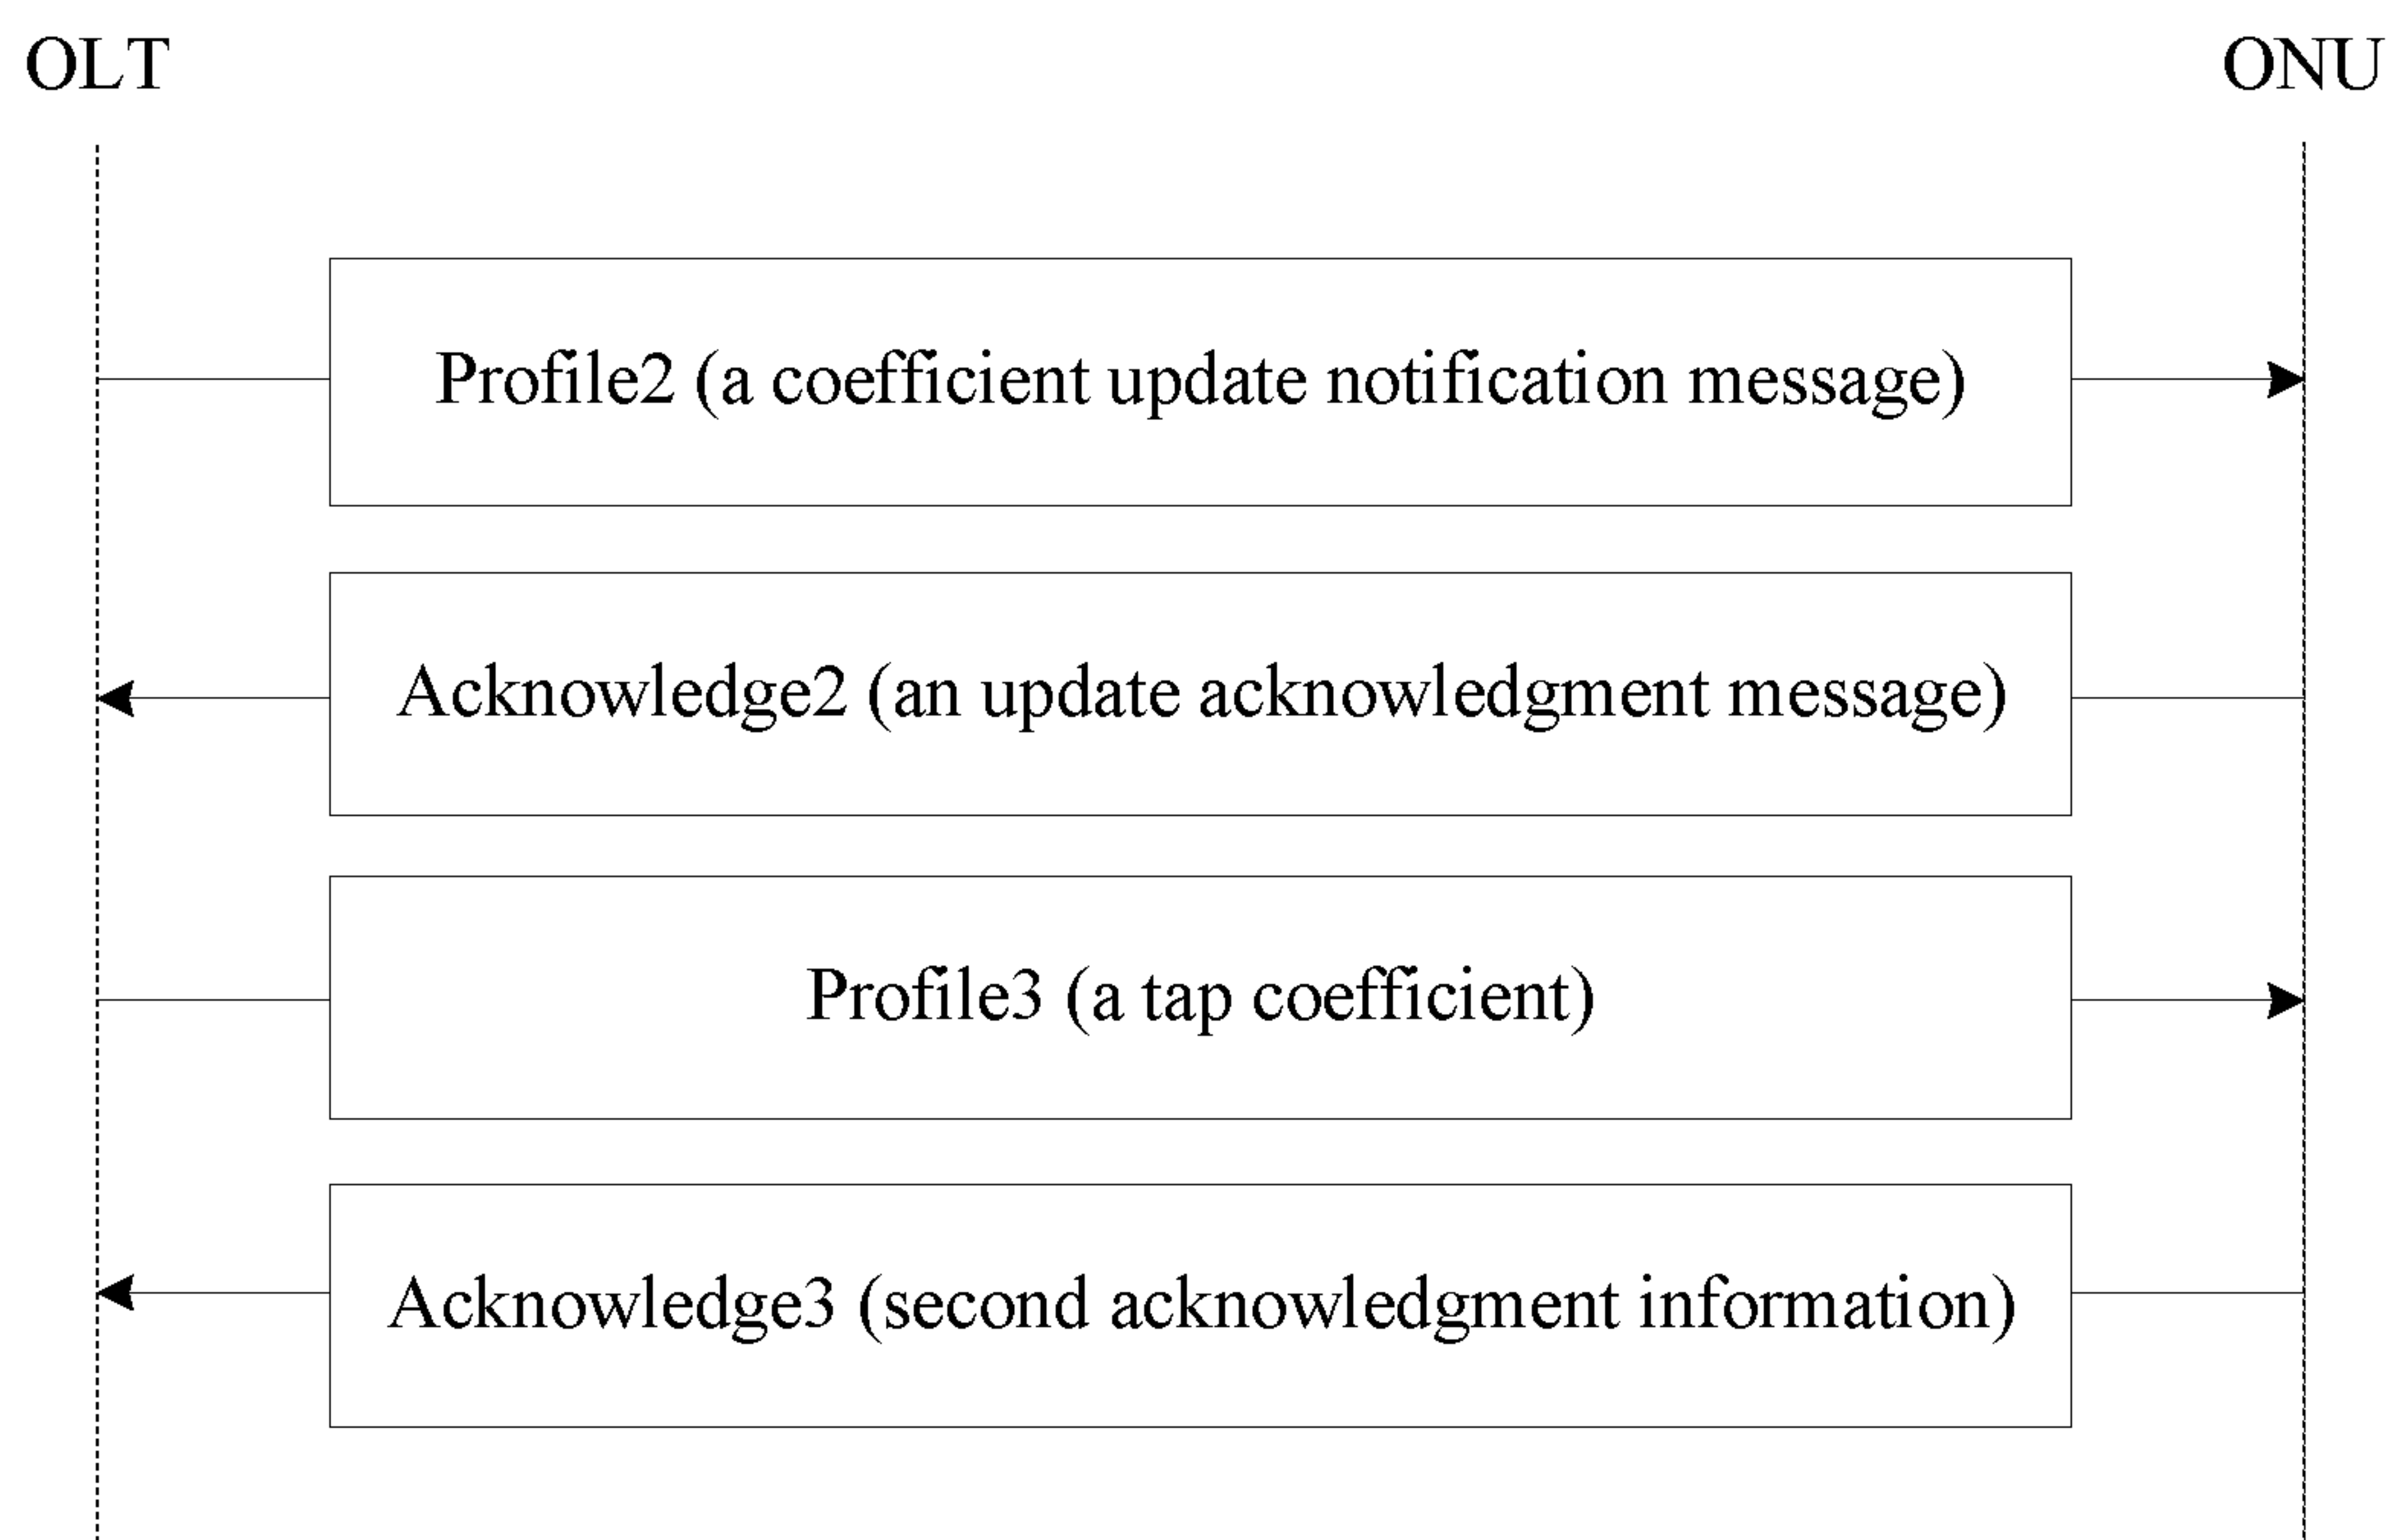 OLT
ONU
Profile2 (a coefficient update notification message)
Acknowledge2 (an update acknowledgment message)
Profile3 (a tap coefficient)
Acknowledge3 (second acknowledgment information)